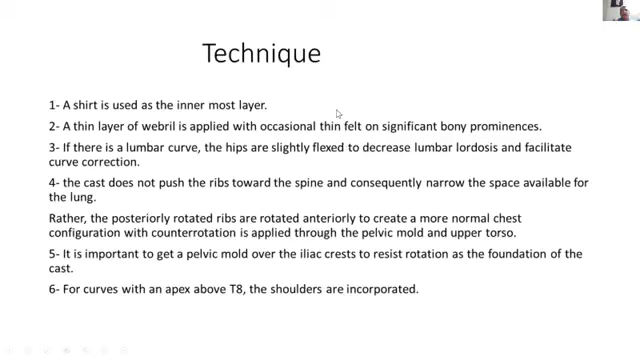 Technique
1- A shirt is used as the inner most layer.
2- A thin layer of webril is applied with occasional thin felt on significant bony prominences.
3- If there is a lumbar curve, the hips are slightly flexed to decrease lumbar lordosis and facilitate
curve correction.
4- the cast does not push the ribs toward the spine and consequently narrow the space available for
the lung.
Rather, the posteriorly rotated ribs are rotated anteriorly to create a more normal chest
configuration with counterrotation is applied through the pelvic mold and upper torso.
5- It is important to get a pelvic mold over the iliac crests to resist rotation as the foundation of the
cast.
6- For curves with an apex above T8, the shoulders are incorporated.